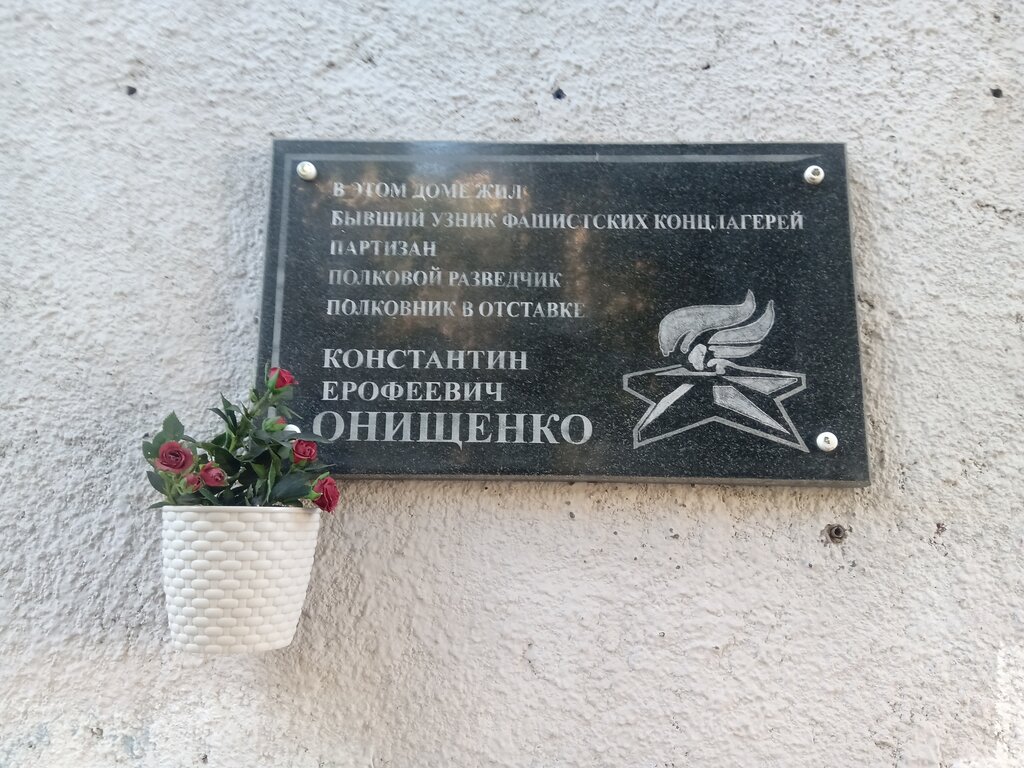 В ЭТОМ ДОМЕ ЖИЛ
БЫВШИЙ УЗНИК ФАШИСТСКИХ КОНЦЛАГЕРЕЙ
ПАРТИЗАН
ПОЛКОВОЙ РАЗВЕДЧИК
ПОЛКОВНИК В ОТСТАВКЕ
КОНСТАНТИН
ЕРОФЕЕВИЧ
ОНИЩЕНКО